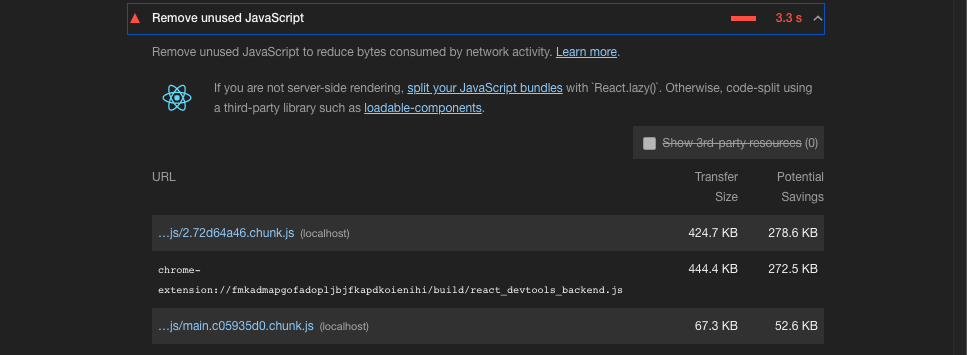 Remove unused JavaScript 3.3 s
Remove unused JavaScript to reduce bytes consumed by network activity. Learn more.
If you are not server-side rendering, split your JavaScript bundles with `React.lazy()`. Otherwise, code-split using
a third-party library such as loadable-components.
Show 3rd-party resources (0)
URL Transfer Size Potential Savings
…js/2.72d64a46.chunk.js (localhost) 424.7 KB 278.6 KB
chrome-
extension://fmkadmapgofadopljbjfkapdkoienihi/build/react_devtools_backend.js 444.4 KB 272.5 KB
…js/main.c05935d0.chunk.js (localhost) 67.3 KB 52.6 KB